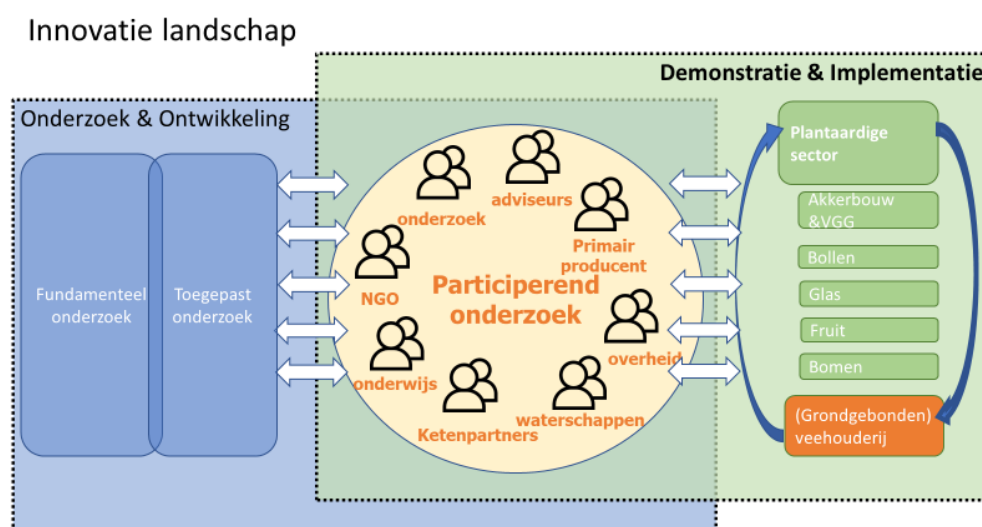 Innovatie landschap
Demonstratie & Implementatie
Onderzoek & Ontwikkeling
Fundamenteel
onderzoek
Toegepast
onderzoek
adviseurs
onderzoek
Primair
producent
NGO
Participerend
onderzoek
overheid
onderwijs
waterschappen
Ketenpartners
Plantaardige
sector
Akkerbouw
&VGG
Bollen
Glas
Fruit
Bomen
(Grondgebonden)
veehouderij